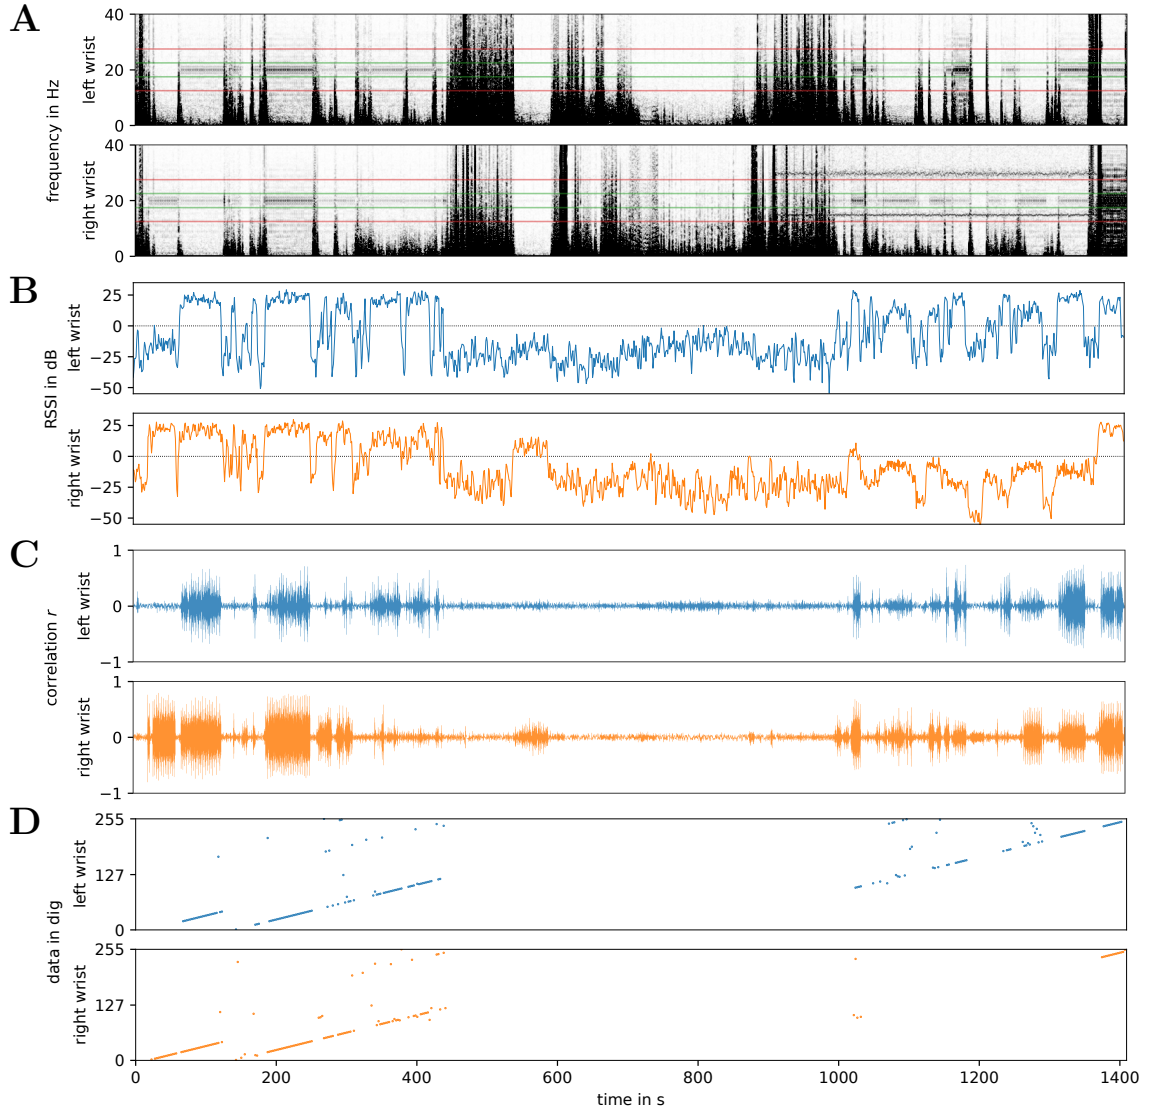 A
40
20
0
left wrist
40
20
0
right wrist
frequency in Hz
B
25
0
−25
−50
left wrist
25
0
−25
−50
right wrist
RSSI in dB
C
1
0
−1
left wrist
1
0
−1
right wrist
correlation r
D
255
127
0
left wrist
255
127
0
right wrist
data in dig
0 200 400 600 800 1000 1200 1400
time in s